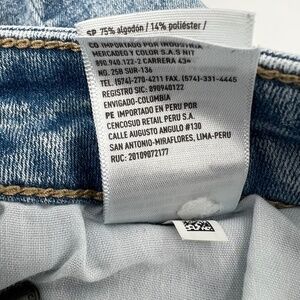 SP 75% algodón / 14% poliéster /
CO IMPORTADO POR INDUSTRIA
MERCADEO Y COLOR S.A.S NIT
890.940.122-2 CARRERA 43ª
NO. 25B SUR-136
TEL (574)-270-4211 FAX. (574)-331-4445
REGISTRO SIC: 890940122
ENVIGADO-COLOMBIA
PE IMPORTADO EN PERU POR
CENCOSUD RETAIL PERU S.A.
CALLE AUGUSTO ANGULO #130
SAN ANTONIO-MIRAFLORES, LIMA-PERU
RUC: 20109072177